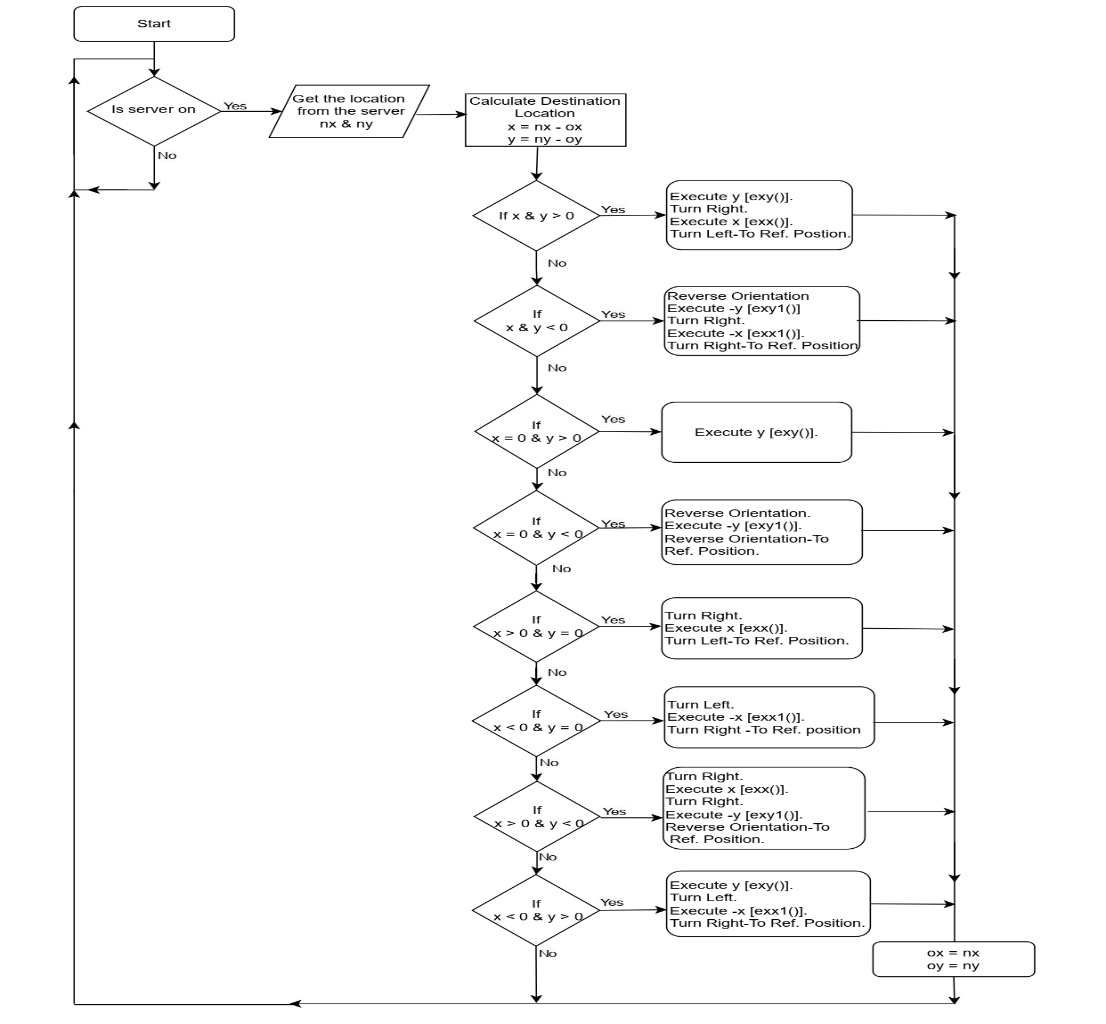 Start
Is server on
Yes
No
Get the location
from the server
nx & ny
Calculate Destination
Location
x = nx - ox
y = ny - oy
If x & y > 0
Yes
Execute y [exy()].
Turn Right.
Execute x [exx()].
Turn Left-To Ref. Postion.
No
If
x & y < 0
Yes
Reverse Orientation
Execute -y [exy1()]
Turn Right.
Execute -x [exx1()].
Turn Right-To Ref. Position
No
If
x = 0 & y > 0
Yes
Execute y [exy()].
No
If
x = 0 & y < 0
Yes
Reverse Orientation.
Execute -y [exy1()].
Reverse Orientation-To
Ref. Position.
No
If
x > 0 & y = 0
Yes
Turn Right.
Execute x [exx()].
Turn Left-To Ref. Position.
No
If
x < 0 & y = 0
Yes
Turn Left.
Execute -x [exx1()].
Turn Right -To Ref. position
No
If
x > 0 & y < 0
Yes
Turn Right.
Execute x [exx()].
Turn Right.
Execute -y [exy1()].
Reverse Orientation-To
Ref. Position.
No
If
x < 0 & y > 0
Yes
Execute y [exy()].
Turn Left.
Execute -x [exx1()].
Turn Right-To Ref. Position.
No
ox = nx
oy = ny